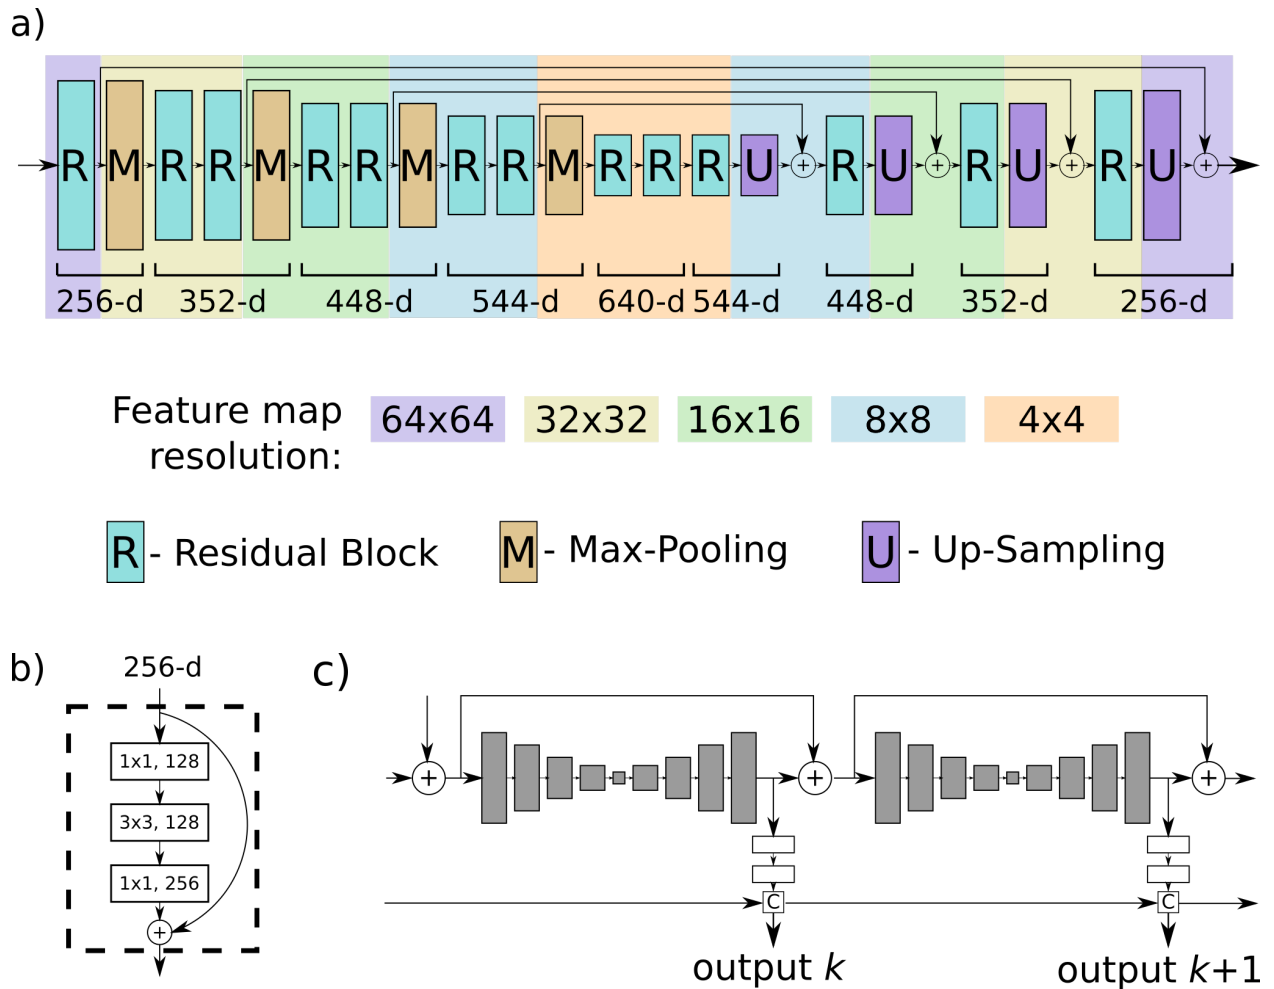 a)
R M R R M R R M R R M R R R U + R U + R U + R U +
256-d 352-d 448-d 544-d 640-d 544-d 448-d 352-d 256-d
Feature map
resolution:
64x64 32x32 16x16 8x8 4x4
R - Residual Block M - Max-Pooling U - Up-Sampling
b)
256-d
1x1, 128
3x3, 128
1x1, 256
+
c)
+ + +
C C
output k output k+1